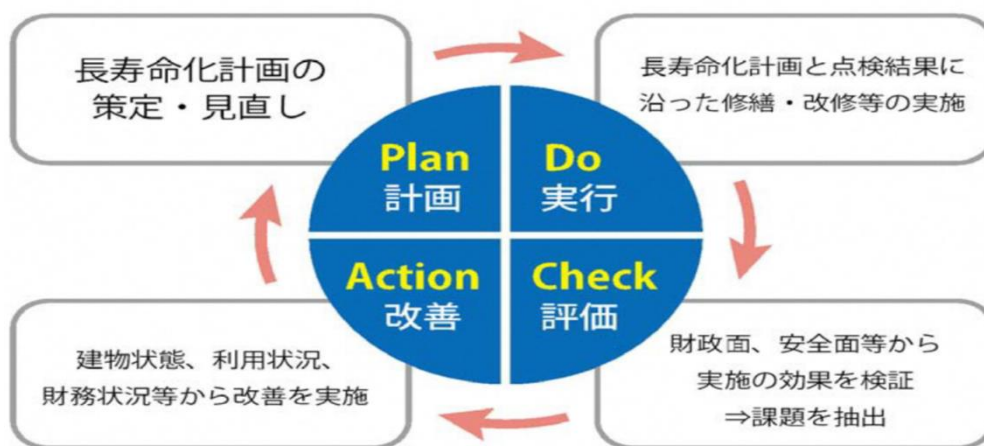 長寿命化計画の
策定・見直し
長寿命化計画と点検結果に
沿った修繕・改修等の実施
Plan
計画
Do
実行
Action
改善
Check
評価
建物状態、利用状況、
財務状況等から改善を実施
財政面、安全面等から
実施の効果を検証
⇒課題を抽出